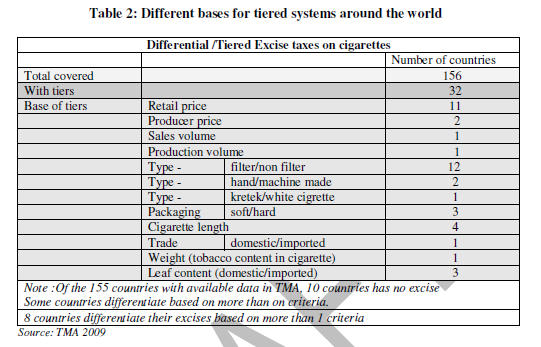 Table 2: Different bases for tiered systems around the world
Differential /Tiered Excise taxes on cigarettes
Number of countries
Total covered 156
With tiers 32
Base of tiers Retail price 11
Producer price 2
Sales volume 1
Production volume 1
Type - filter/non filter 12
Type - hand/machine made 2
Type - kretek/white cigrette 1
Packaging soft/hard 3
Cigarette length 4
Trade domestic/imported 1
Weight (tobacco content in cigarette) 1
Leaf content (domestic/imported) 3
Note :Of the 155 countries with available data in TMA, 10 countries has no excise
Some countries differentiate based on more than on criteria.
8 countries differentiate their excises based on more than 1 criteria
Source: TMA 2009